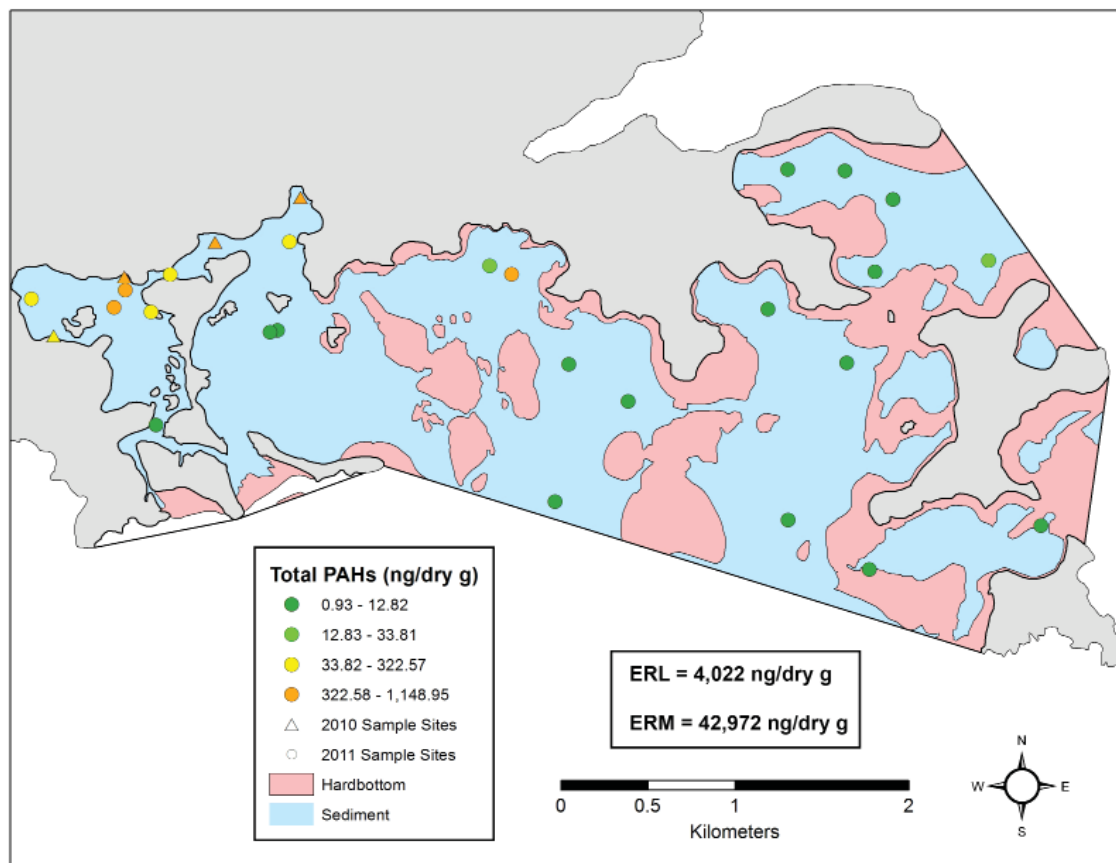 Total PAHs (ng/dry g)
0.93 - 12.82
12.83 - 33.81
33.82 - 322.57
322.58 - 1,148.95
2010 Sample Sites
2011 Sample Sites
Hardbottom
Sediment
ERL = 4,022 ng/dry g
ERM = 42,972 ng/dry g
0 0.5 1 2
Kilometers
N
W E
S